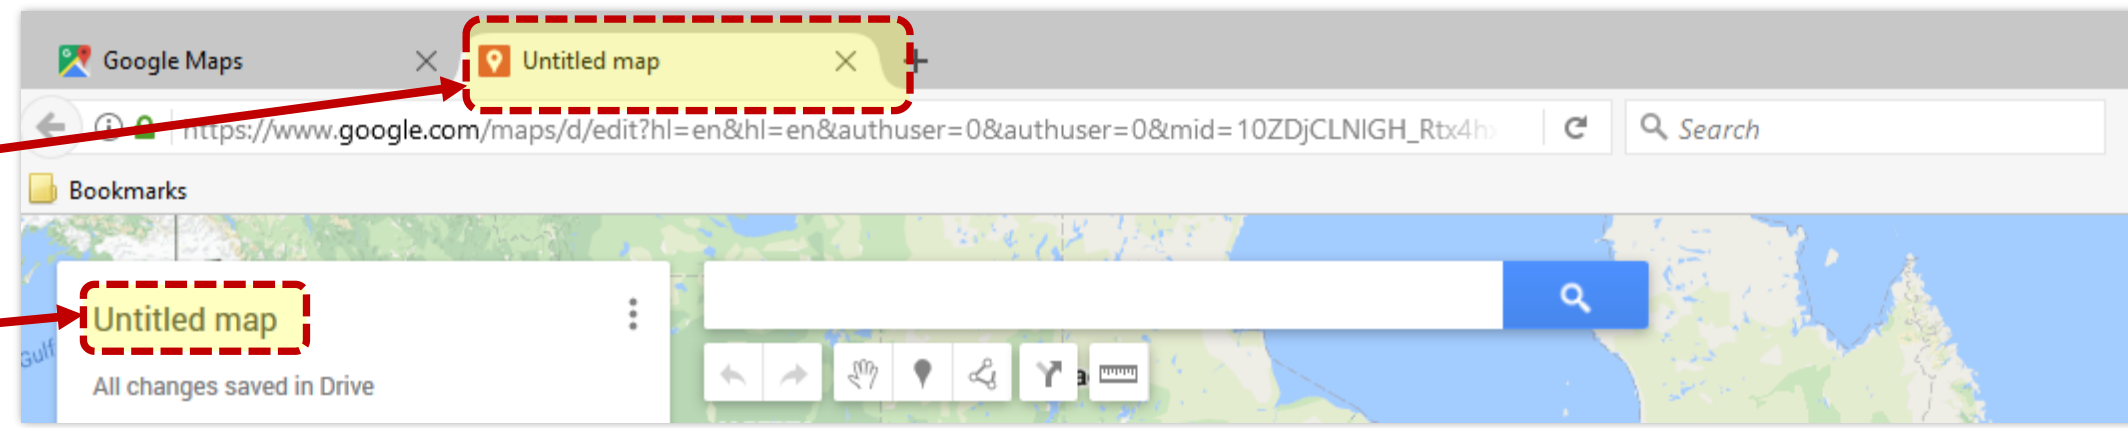 Google Maps
Untitled map
https://www.google.com/maps/d/edit?hl=en&hl=en&authuser=0&authuser=0&mid=10ZDjCLNIGH_Rtx4h
Search
Bookmarks
Untitled map
All changes saved in Drive
Gulf